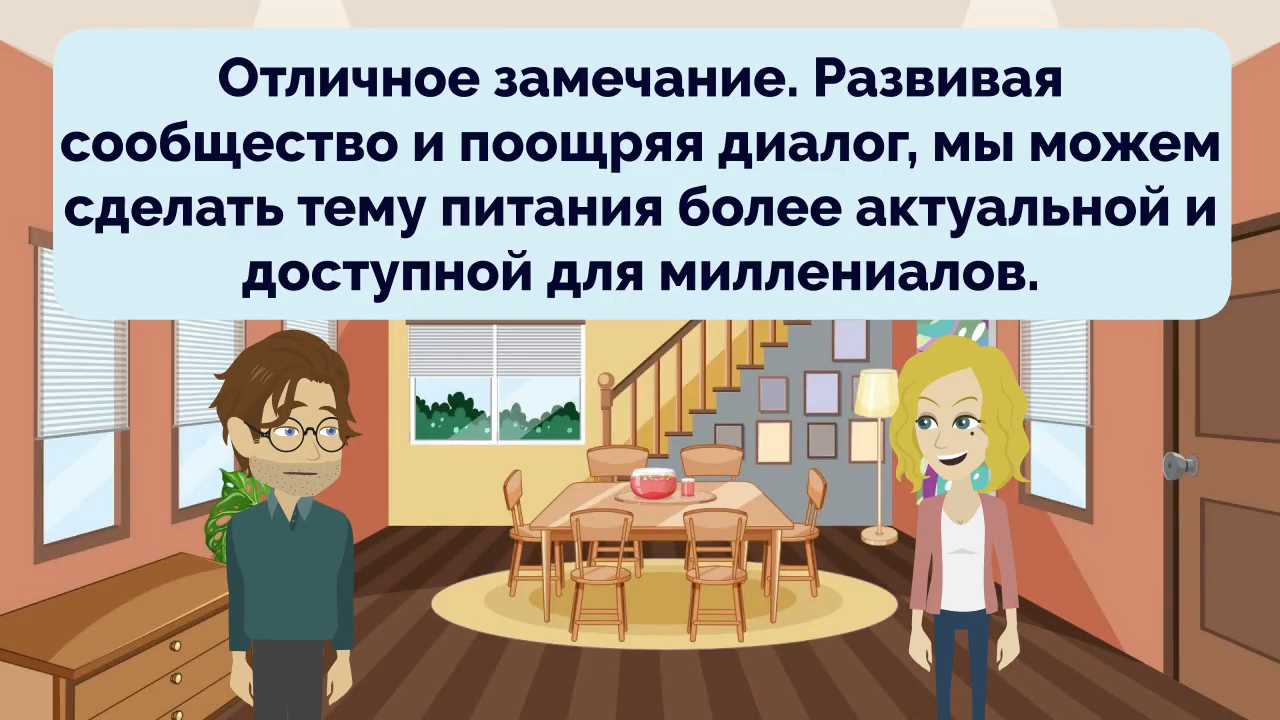 Отличное замечание. Развивая
сообщество и поощряя диалог, мы можем
сделать тему питания более актуальной и
доступной для миллениалов.